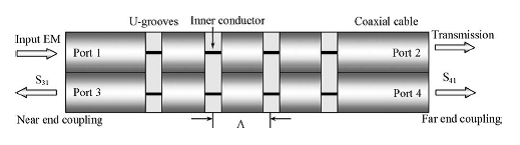 U-grooves Inner conductor Coaxial cable
Input EM Transmission
Port 1 Port 2
S31 Port 3 Port 4 S41
Near end coupling Λ Far end coupling